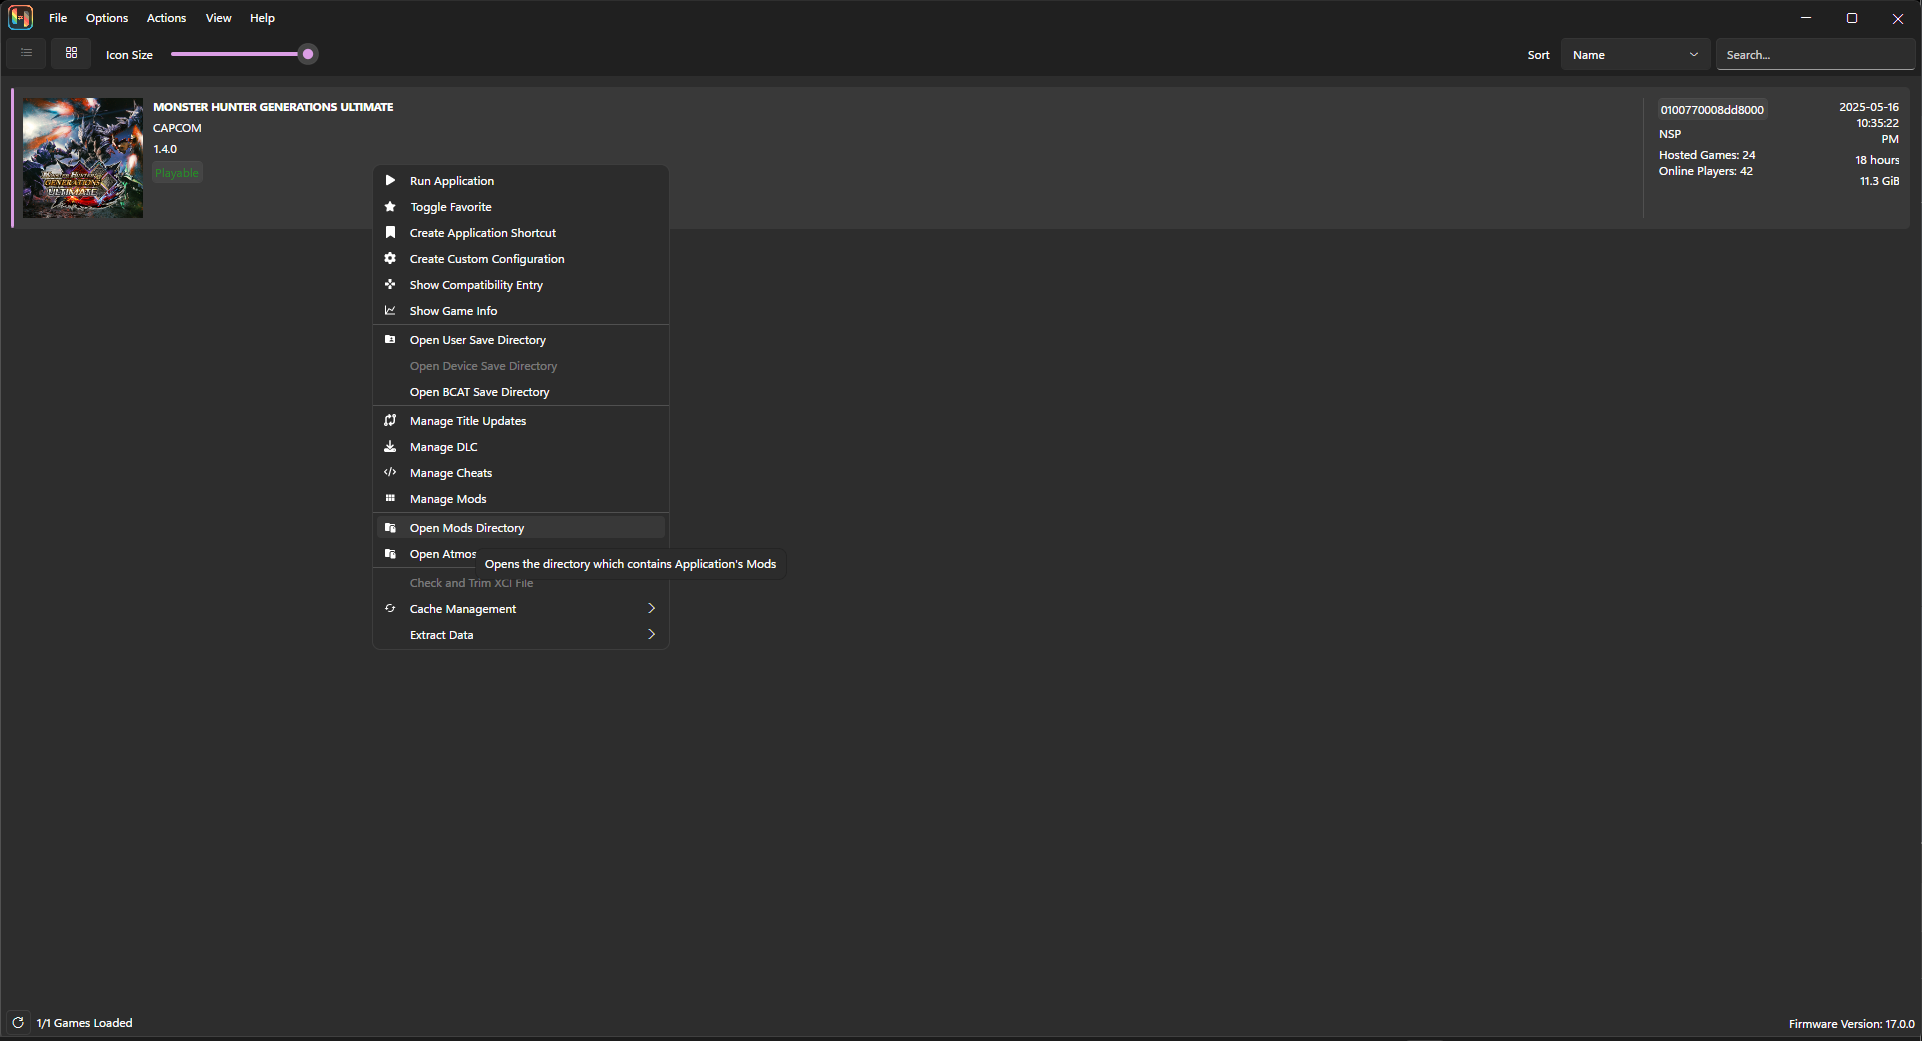 File Options Actions View Help
Icon Size
Sort Name Search...
MONSTER HUNTER GENERATIONS ULTIMATE
CAPCOM
1.4.0
Playable
MONSTER HUNTER
GENERATIONS
ULTIMATE
0100770008dd8000
NSP
Hosted Games: 24
Online Players: 42
2025-05-16
10:35:22
PM
18 hours
11.3 GiB
Run Application
Toggle Favorite
Create Application Shortcut
Create Custom Configuration
Show Compatibility Entry
Show Game Info
Open User Save Directory
Open Device Save Directory
Open BCAT Save Directory
Manage Title Updates
Manage DLC
Manage Cheats
Manage Mods
Open Mods Directory
Open Atmos
Opens the directory which contains Application's Mods
Check and Trim XCI File
Cache Management
Extract Data
1/1 Games Loaded
Firmware Version: 17.0.0